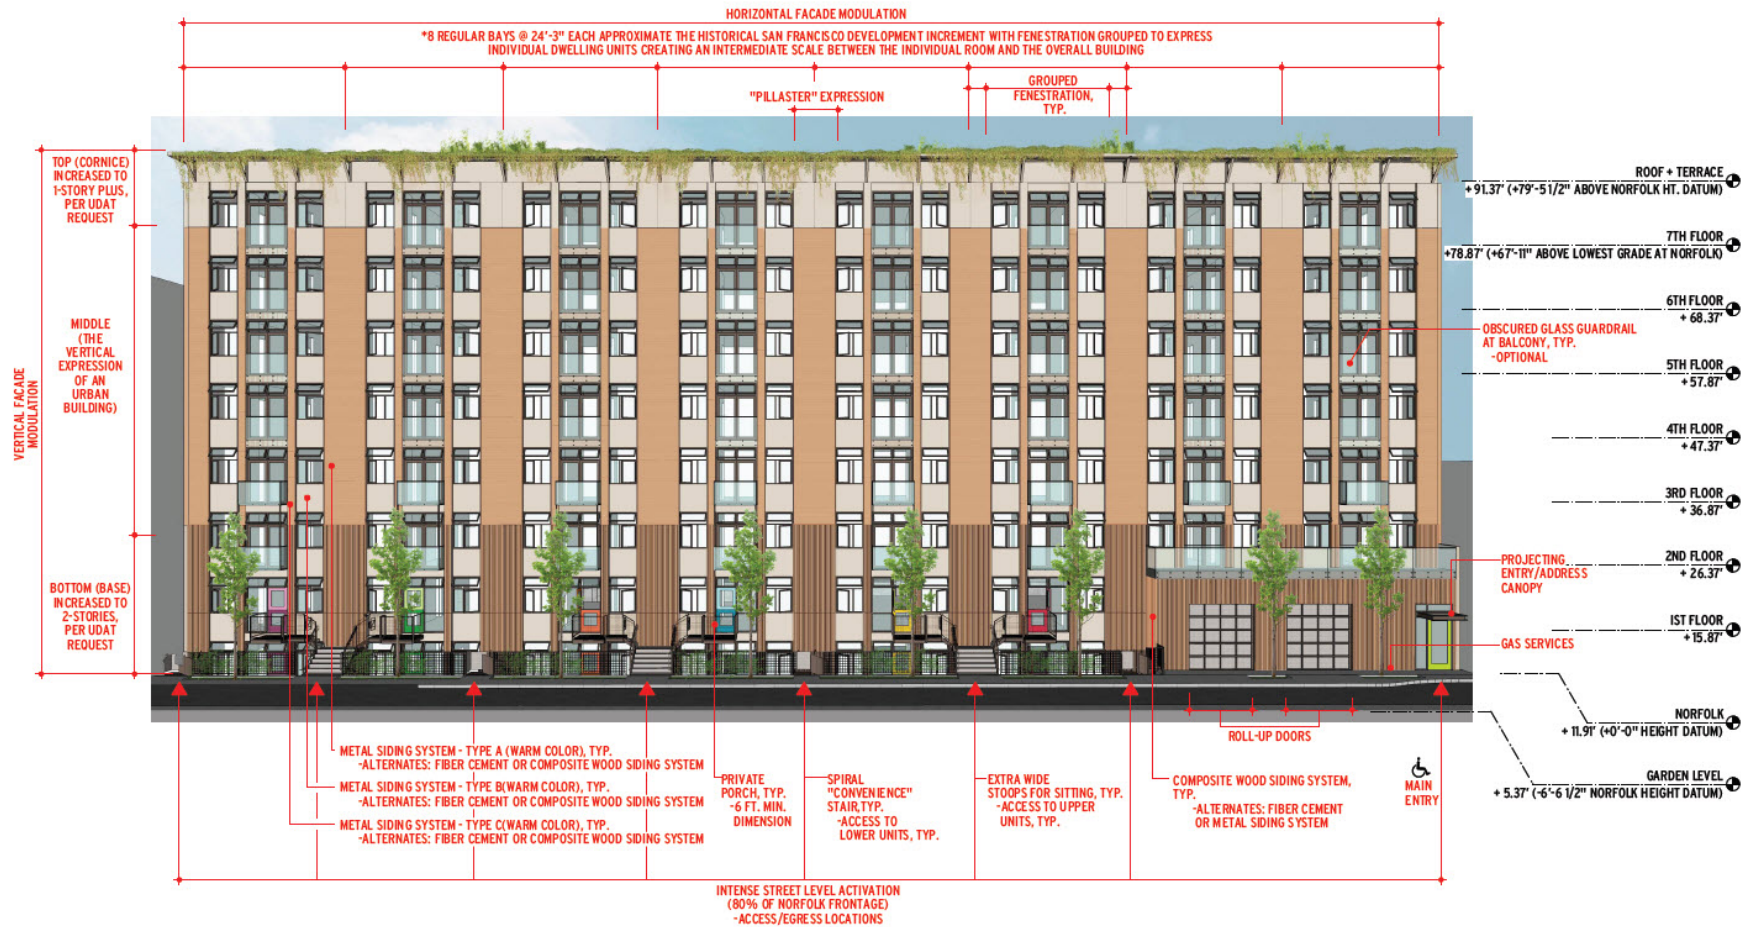 HORIZONTAL FACADE MODULATION
*8 REGULAR BAYS @ 24'-3" EACH APPROXIMATE THE HISTORICAL SAN FRANCISCO DEVELOPMENT INCREMENT WITH FENESTRATION GROUPED TO EXPRESS
INDIVIDUAL DWELLING UNITS CREATING AN INTERMEDIATE SCALE BETWEEN THE INDIVIDUAL ROOM AND THE OVERALL BUILDING
"PILLASTER" EXPRESSION
GROUPED
FENESTRATION,
TYP.
TOP (CORNICE)
INCREASED TO
1-STORY PLUS,
PER UDAT
REQUEST
MIDDLE
(THE
VERTICAL
EXPRESSION
OF AN
URBAN
BUILDING)
VERTICAL FACADE
MODULATION
BOTTOM (BASE)
INCREASED TO
2-STORIES,
PER UDAT
REQUEST
ROOF + TERRACE
+ 91.37' (+79'-5 1/2" ABOVE NORFOLK HT. DATUM)
7TH FLOOR
+78.87' (+67'-11" ABOVE LOWEST GRADE AT NORFOLK)
6TH FLOOR
+ 68.37'
OBSCURED GLASS GUARDRAIL
AT BALCONY, TYP.
-OPTIONAL
5TH FLOOR
+ 57.87'
4TH FLOOR
+ 47.37'
3RD FLOOR
+ 36.87'
2ND FLOOR
+ 26.37'
PROJECTING
ENTRY/ADDRESS
CANOPY
1ST FLOOR
+ 15.87'
GAS SERVICES
NORFOLK
+ 11.91' (+0'-0" HEIGHT DATUM)
GARDEN LEVEL
+ 5.37' (-6'-6 1/2" NORFOLK HEIGHT DATUM)
ROLL-UP DOORS
METAL SIDING SYSTEM - TYPE A (WARM COLOR), TYP.
-ALTERNATES: FIBER CEMENT OR COMPOSITE WOOD SIDING SYSTEM
METAL SIDING SYSTEM - TYPE B(WARM COLOR), TYP.
-ALTERNATES: FIBER CEMENT OR COMPOSITE WOOD SIDING SYSTEM
METAL SIDING SYSTEM - TYPE C(WARM COLOR), TYP.
-ALTERNATES: FIBER CEMENT OR COMPOSITE WOOD SIDING SYSTEM
PRIVATE
PORCH, TYP.
-6 FT. MIN.
DIMENSION
SPIRAL
"CONVENIENCE"
STAIR,TYP.
-ACCESS TO
LOWER UNITS, TYP.
EXTRA WIDE
STOOPS FOR SITTING, TYP.
-ACCESS TO UPPER
UNITS, TYP.
COMPOSITE WOOD SIDING SYSTEM,
TYP.
-ALTERNATES: FIBER CEMENT
OR METAL SIDING SYSTEM
MAIN
ENTRY
INTENSE STREET LEVEL ACTIVATION
(80% OF NORFOLK FRONTAGE)
-ACCESS/EGRESS LOCATIONS